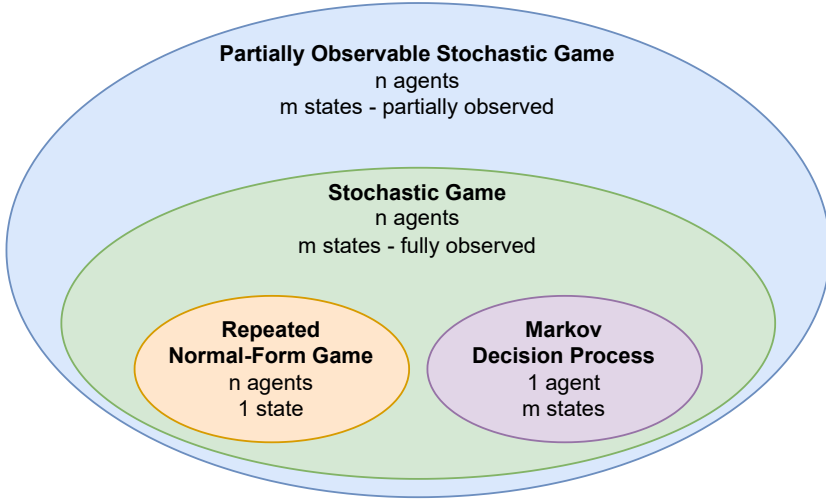 Partially Observable Stochastic Game
n agents
m states - partially observed
Stochastic Game
n agents
m states - fully observed
Repeated
Normal-Form Game
n agents
1 state
Markov
Decision Process
1 agent
m states